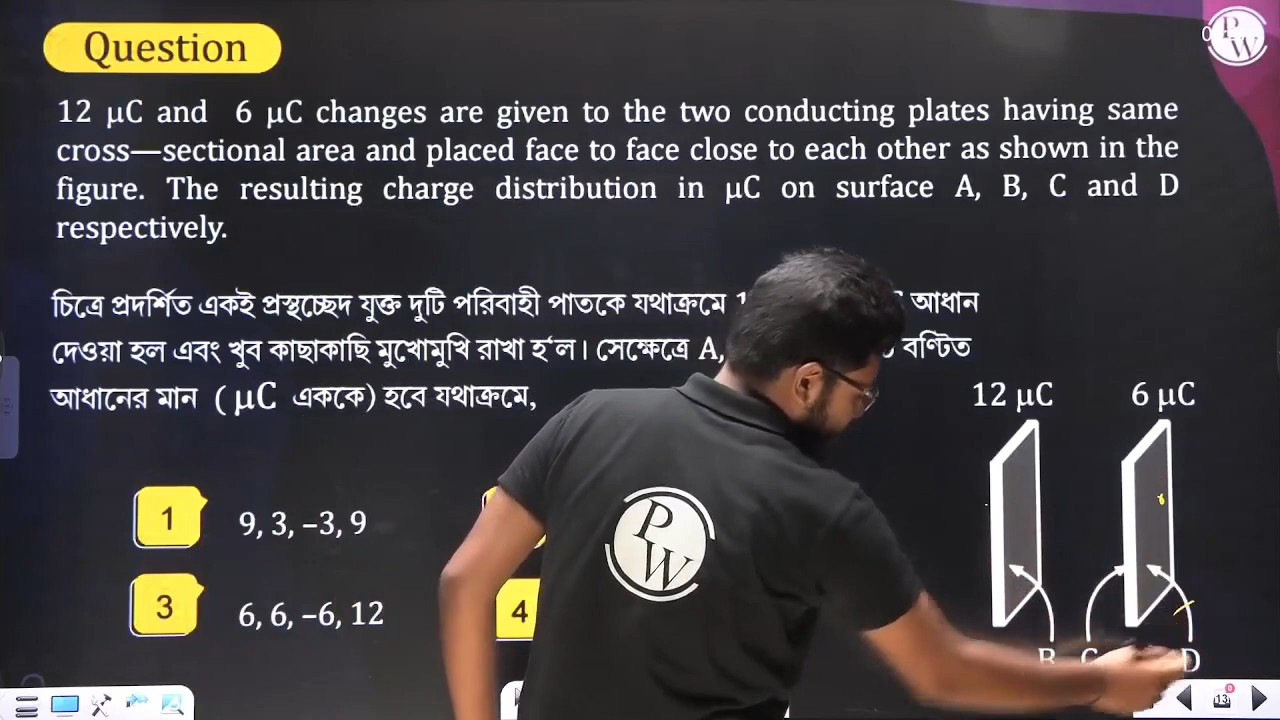 Question
12 μC and 6 μC changes are given to the two conducting plates having same
cross—sectional area and placed face to face close to each other as shown in the
figure. The resulting charge distribution in μC on surface A, B, C and D
respectively.
চিত্রে প্রদর্শিত একই প্রস্থচ্ছেদ যুক্ত দুটি পরিবাহী পাতকে যথাক্রমে আধান
দেওয়া হল এবং খুব কাছাকাছি মুখোমুখি রাখা হ'ল। সেক্ষেত্রে A, বণ্টিত
আধানের মান ( μC এককে) হবে যথাক্রমে,
12 μC 6 μC
1 9, 3, –3, 9
3 6, 6, –6, 12
4
B C D
PW
PW
13